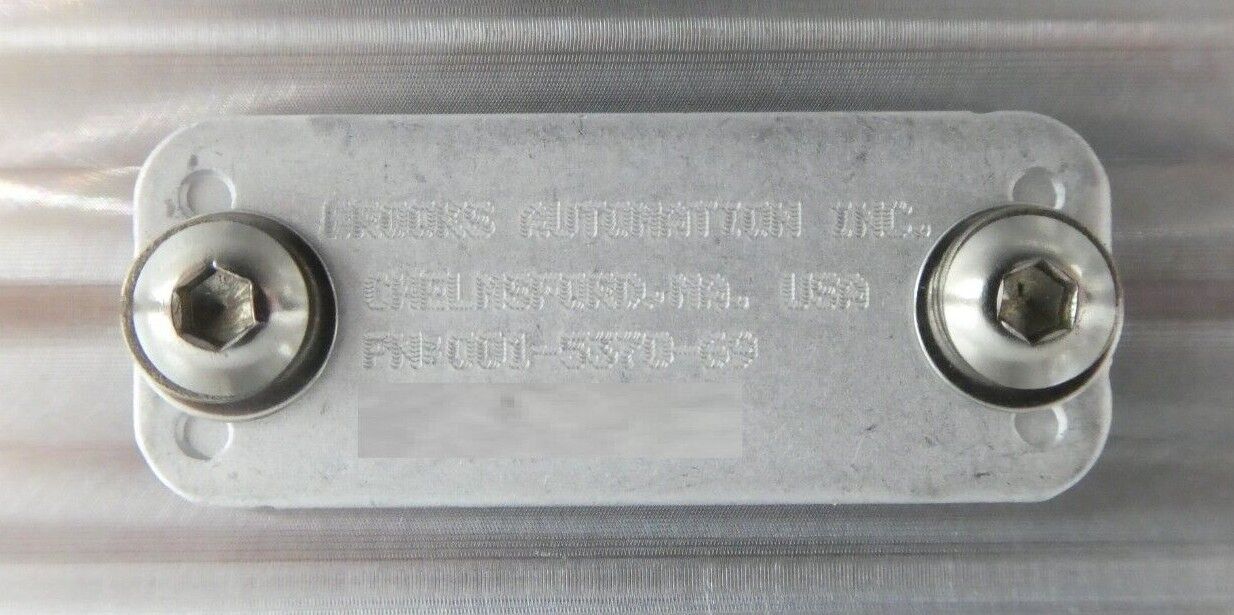 BROOKS AUTOMATION INC.
CHELMSFORD.MA. USA
PN#001-5370-69